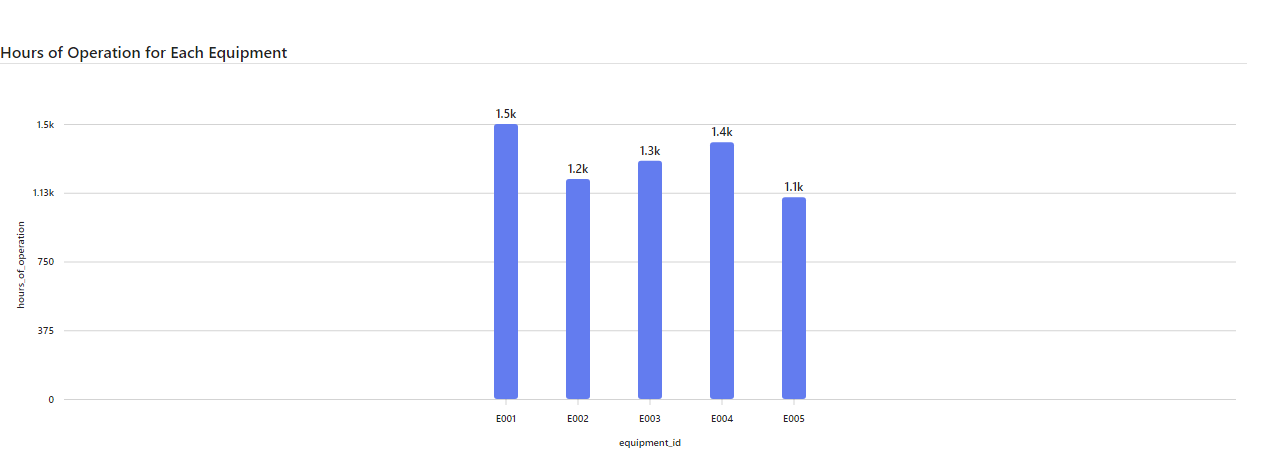 Hours of Operation for Each Equipment
1.5k
1.4k
1.3k
1.2k
1.1k
1.5k
1.13k
750
375
0
hours_of_operation
E001 E002 E003 E004 E005
equipment_id